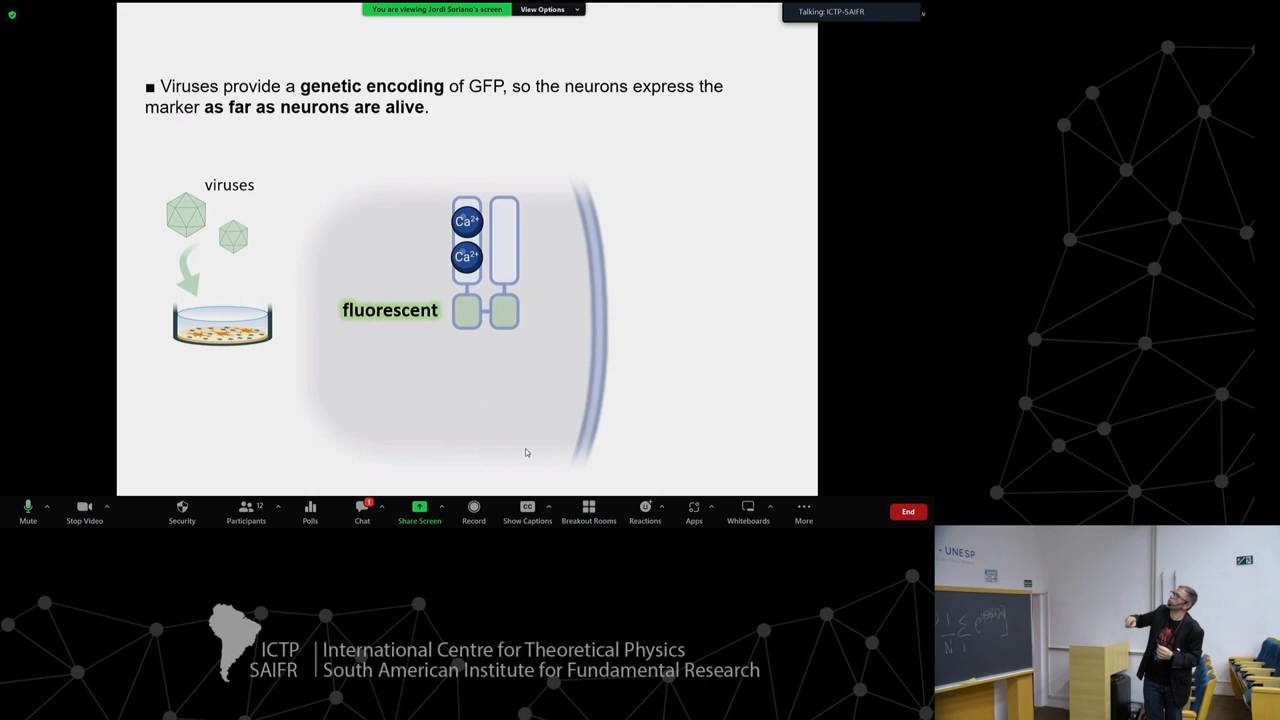 You are viewing Jordi Soriano's screen
View Options
Talking: ICTP-SAIFR
■ Viruses provide a genetic encoding of GFP, so the neurons express the
marker as far as neurons are alive.
viruses
Ca²⁺
Ca²⁺
fluorescent
Mute
Stop Video
Security
12
Participants
Polls
1
Chat
Share Screen
Record
CC
Show Captions
Breakout Rooms
Reactions
Apps
Whiteboards
More
End
- UNESP
ICTP
SAIFR
International Centre for Theoretical Physics
South American Institute for Fundamental Research